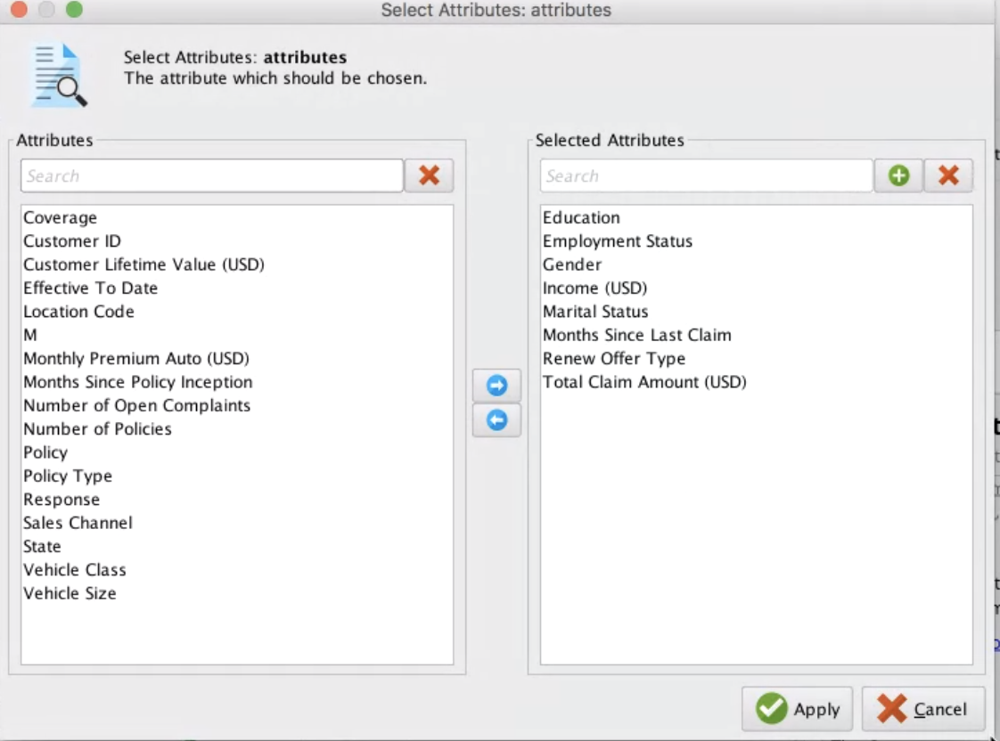 Select Attributes: attributes
Select Attributes: attributes
The attribute which should be chosen.
Attributes
Search
Coverage
Customer ID
Customer Lifetime Value (USD)
Effective To Date
Location Code
M
Monthly Premium Auto (USD)
Months Since Policy Inception
Number of Open Complaints
Number of Policies
Policy
Policy Type
Response
Sales Channel
State
Vehicle Class
Vehicle Size
Selected Attributes
Search
Education
Employment Status
Gender
Income (USD)
Marital Status
Months Since Last Claim
Renew Offer Type
Total Claim Amount (USD)
Apply
Cancel